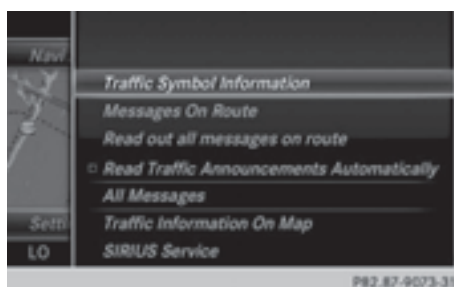 Navi
Traffic Symbol Information
Messages On Route
Read out all messages on route
Read Traffic Announcements Automatically
All Messages
Setti
Traffic Information On Map
LO
SIRIUS Service
P82.87-9073-31